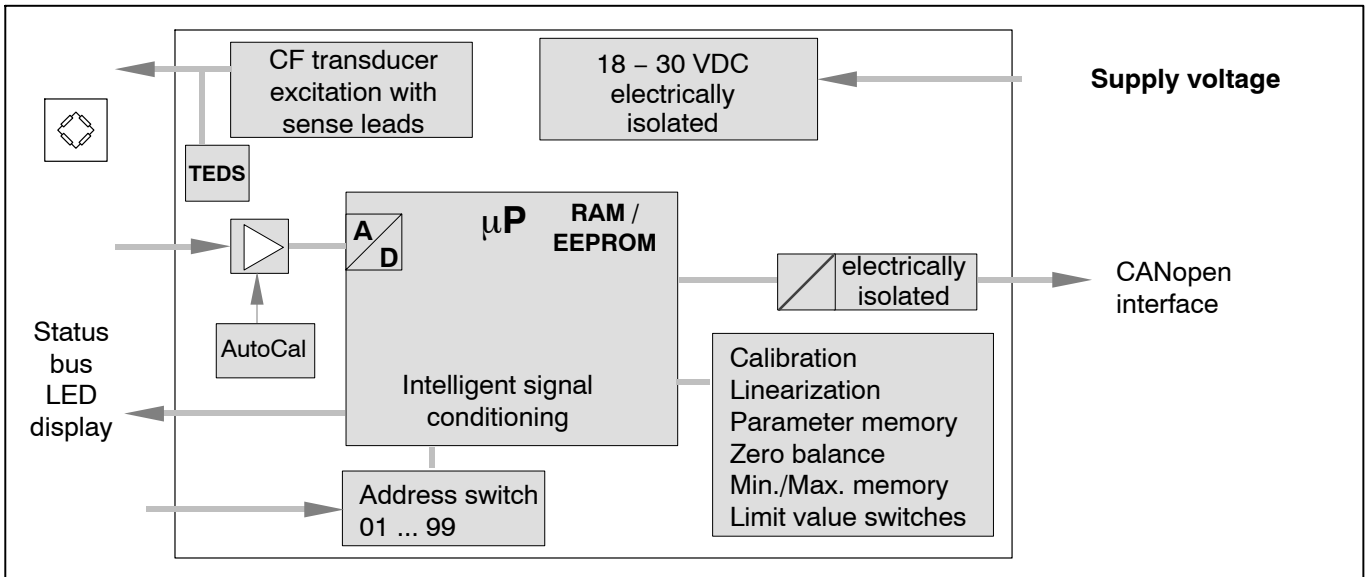 CF transducer
excitation with
sense leads
18 – 30 VDC
electrically
isolated
Supply voltage
TEDS
A
D
μP
RAM /
EEPROM
electrically
isolated
CANopen
interface
Status
bus
LED
display
AutoCal
Intelligent signal
conditioning
Calibration
Linearization
Parameter memory
Zero balance
Min./Max. memory
Limit value switches
Address switch
01 ... 99